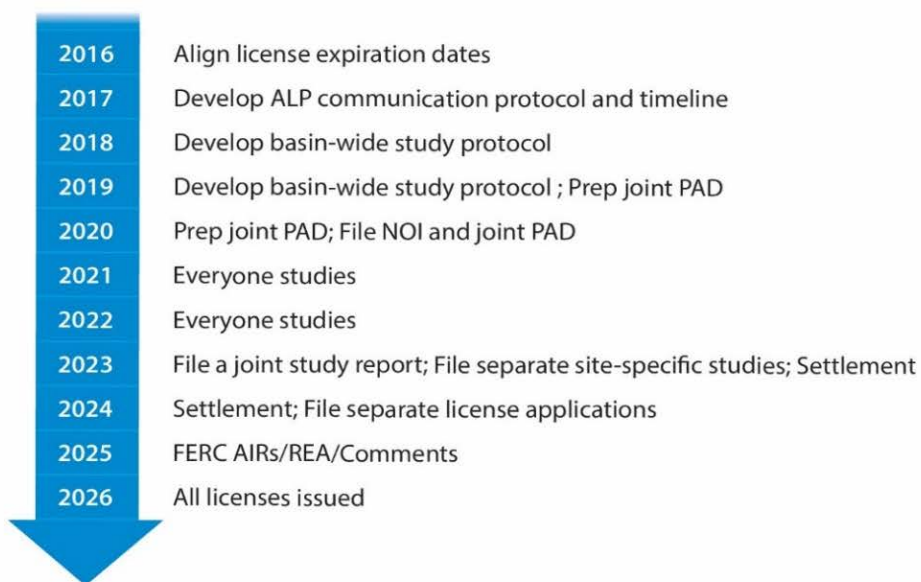 2016 Align license expiration dates
2017 Develop ALP communication protocol and timeline
2018 Develop basin-wide study protocol
2019 Develop basin-wide study protocol ; Prep joint PAD
2020 Prep joint PAD; File NOI and joint PAD
2021 Everyone studies
2022 Everyone studies
2023 File a joint study report; File separate site-specific studies; Settlement
2024 Settlement; File separate license applications
2025 FERC AIRs/REA/Comments
2026 All licenses issued